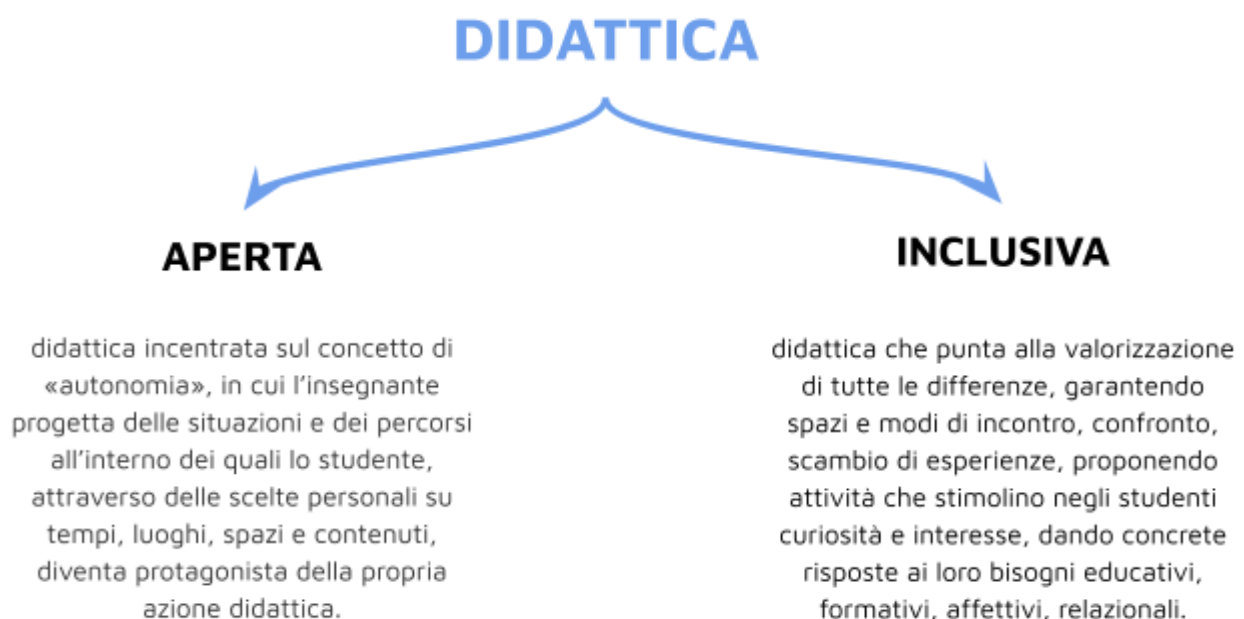 DIDATTICA
APERTA
didattica incentrata sul concetto di
«autonomia», in cui l'insegnante
progetta delle situazioni e dei percorsi
all'interno dei quali lo studente,
attraverso delle scelte personali su
tempi, luoghi, spazi e contenuti,
diventa protagonista della propria
azione didattica.
INCLUSIVA
didattica che punta alla valorizzazione
di tutte le differenze, garantendo
spazi e modi di incontro, confronto,
scambio di esperienze, proponendo
attività che stimolino negli studenti
curiosità e interesse, dando concrete
risposte ai loro bisogni educativi,
formativi, affettivi, relazionali.